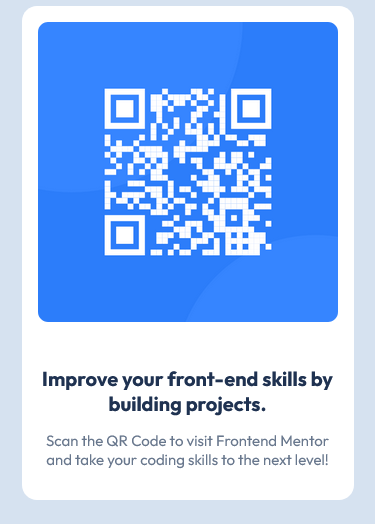 Improve your front-end skills by
building projects.
Scan the QR Code to visit Frontend Mentor
and take your coding skills to the next level!